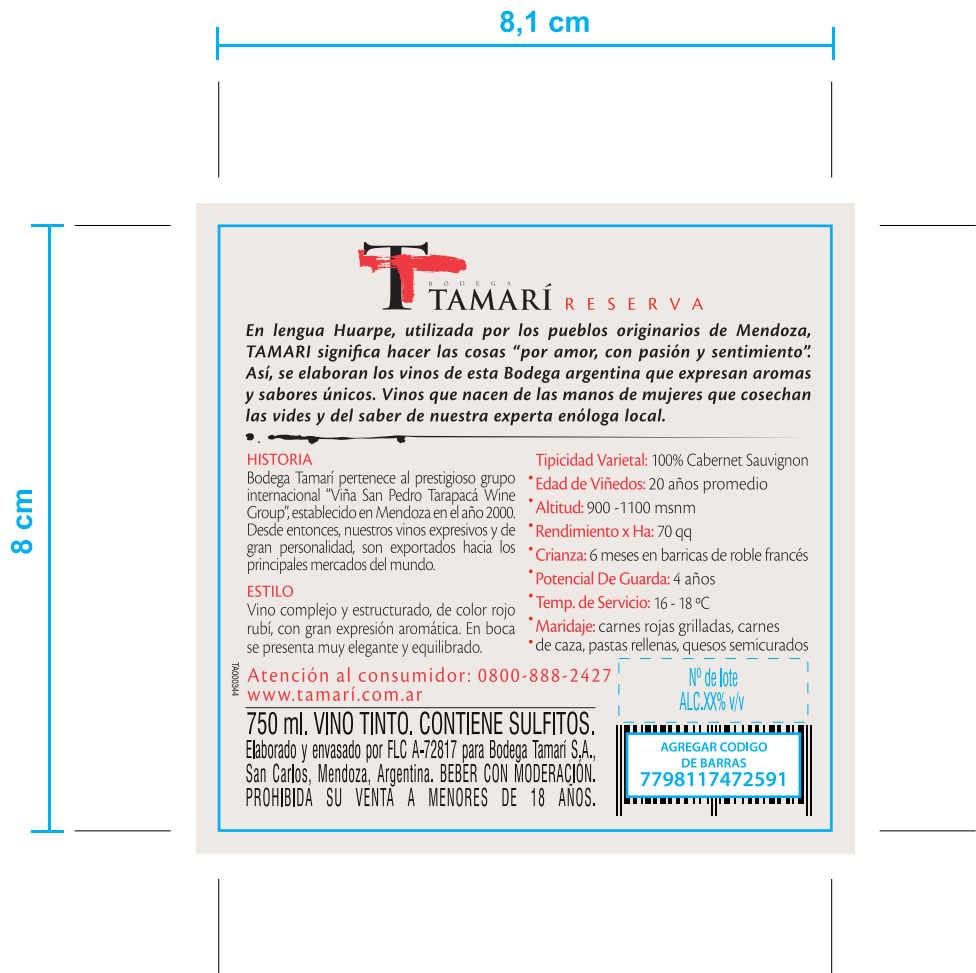 8,1 cm
8 cm
T
BODEGA
TAMARÍ RESERVA
En lengua Huarpe, utilizada por los pueblos originarios de Mendoza,
TAMARI significa hacer las cosas “por amor, con pasión y sentimiento”.
Así, se elaboran los vinos de esta Bodega argentina que expresan aromas
y sabores únicos. Vinos que nacen de las manos de mujeres que cosechan
las vides y del saber de nuestra experta enóloga local.
HISTORIA
Bodega Tamarí pertenece al prestigioso grupo
internacional “Viña San Pedro Tarapacá Wine
Group”, establecido en Mendoza en el año 2000.
Desde entonces, nuestros vinos expresivos y de
gran personalidad, son exportados hacia los
principales mercados del mundo.
ESTILO
Vino complejo y estructurado, de color rojo
rubí, con gran expresión aromática. En boca
se presenta muy elegante y equilibrado.
Tipicidad Varietal: 100% Cabernet Sauvignon
• Edad de Viñedos: 20 años promedio
• Altitud: 900 -1100 msnm
• Rendimiento x Ha: 70 qq
• Crianza: 6 meses en barricas de roble francés
• Potencial De Guarda: 4 años
• Temp. de Servicio: 16 - 18 ºC
• Maridaje: carnes rojas grilladas, carnes
• de caza, pastas rellenas, quesos semicurados
TA000344
Atención al consumidor: 0800-888-2427
www.tamarí.com.ar
750 ml. VINO TINTO. CONTIENE SULFITOS.
Elaborado y envasado por FLC A-72817 para Bodega Tamarí S.A.,
San Carlos, Mendoza, Argentina. BEBER CON MODERACIÓN.
PROHIBIDA SU VENTA A MENORES DE 18 AÑOS.
Nº de lote
ALC.XX% v/v
AGREGAR CODIGO
DE BARRAS
7798117472591